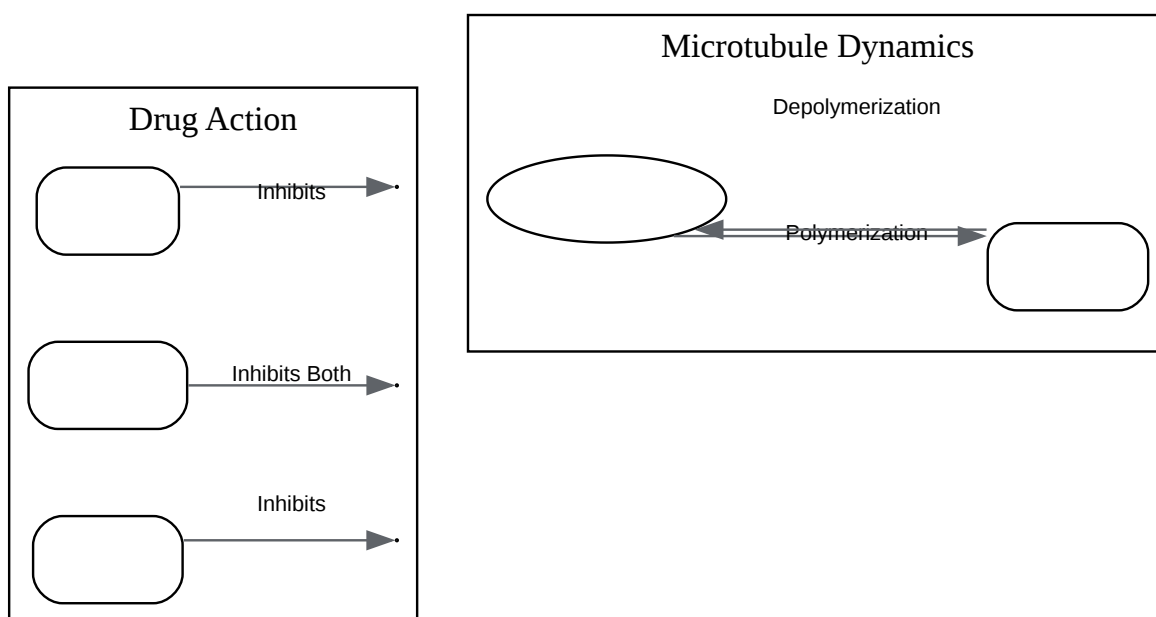 Drug Action
Inhibits
Inhibits Both
Inhibits
Microtubule Dynamics
Depolymerization
Polymerization